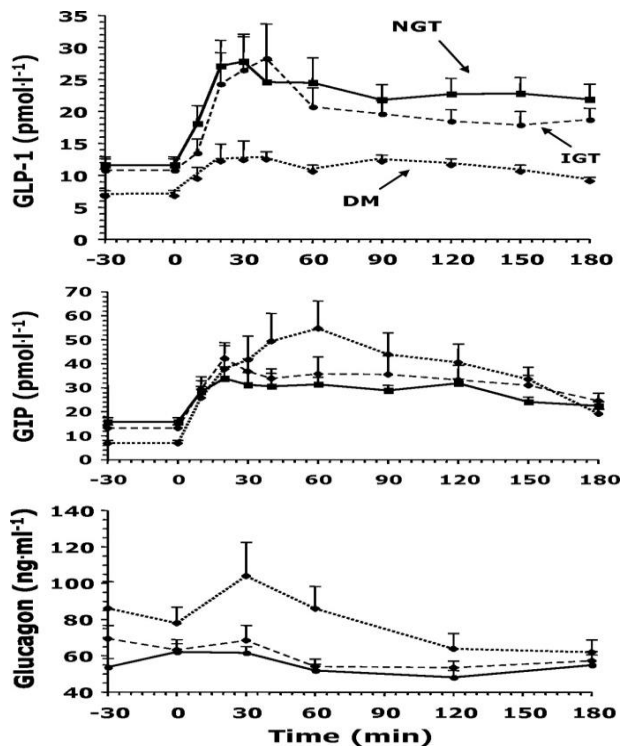 GLP-1 (pmol·l-1)
35
30
25
20
15
10
5
0
NGT
IGT
DM
-30 0 30 60 90 120 150 180
GIP (pmol·l-1)
70
60
50
40
30
20
10
0
-30 0 30 60 90 120 150 180
Glucagon (ng·ml-1)
140
120
100
80
60
40
-30 0 30 60 90 120 150 180
Time (min)